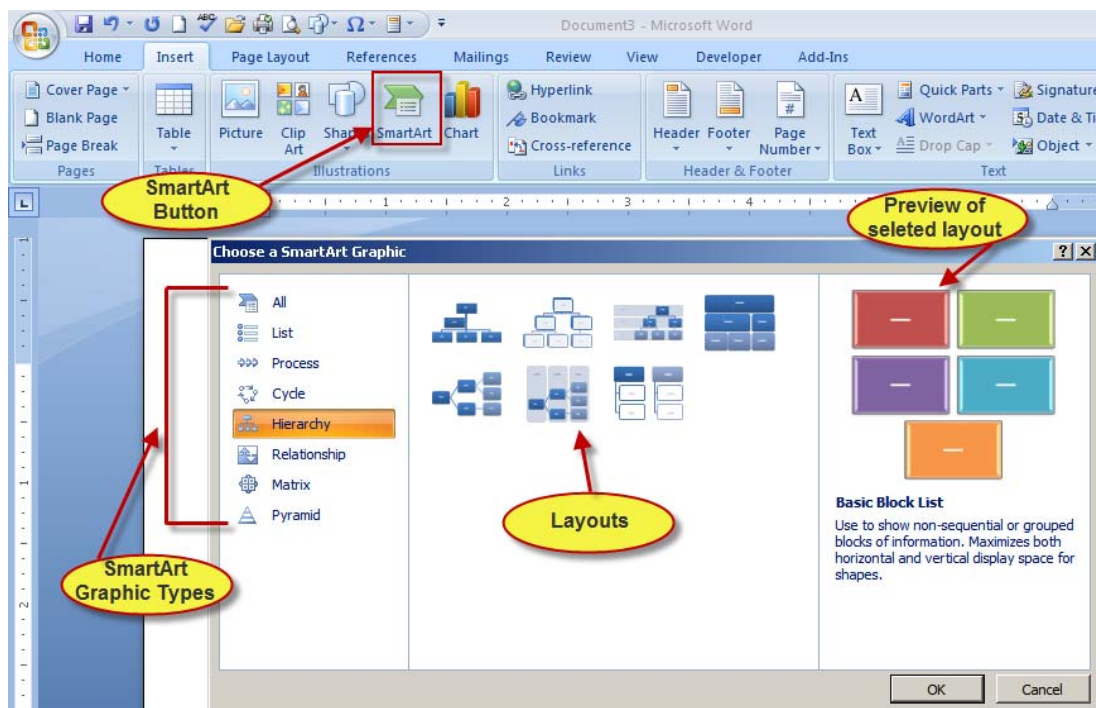 Document3 - Microsoft Word
Home Insert Page Layout References Mailings Review View Developer Add-Ins
Cover Page
Blank Page
Page Break
Pages
Table
Tables
Picture
Clip
Art
SmartArt
Chart
Illustrations
Hyperlink
Bookmark
Cross-reference
Links
Header
Footer
Page
Number
Header & Footer
Text
Box
Quick Parts
WordArt
Drop Cap
Signature
Date & Ti
Object
Text
SmartArt
Button
1 2 3 4
Preview of
seleted layout
Choose a SmartArt Graphic
All
List
Process
Cycle
Hierarchy
Relationship
Matrix
Pyramid
Layouts
SmartArt
Graphic Types
Basic Block List
Use to show non-sequential or grouped
blocks of information. Maximizes both
horizontal and vertical display space for
shapes.
OK Cancel